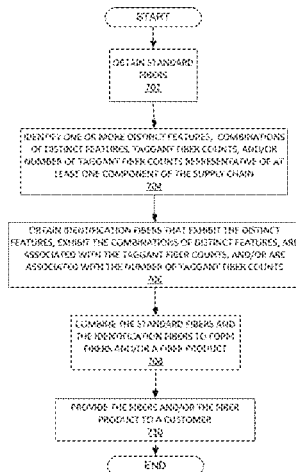 START
OBTAIN STANDARD
FIBERS
702
IDENTIFY ONE OR MORE DISTINCT FEATURES, COMBINATIONS
OF DISTINCT FEATURES, TAGGANT FIBER COUNTS, AND/OR
NUMBER OF TAGGANT FIBER COUNTS REPRESENTATIVE OF AT
LEAST ONE COMPONENT OF THE SUPPLY CHAIN
704
OBTAIN IDENTIFICATION FIBERS THAT EXHIBIT THE DISTINCT
FEATURES, EXHIBIT THE COMBINATIONS OF DISTINCT FEATURES, ARE
ASSOCIATED WITH THE TAGGANT FIBER COUNTS, AND/OR ARE
ASSOCIATED WITH THE NUMBER OF TAGGANT FIBER COUNTS
706
COMBINE THE STANDARD FIBERS AND
THE IDENTIFICATION FIBERS TO FORM
FIBERS AND/OR A FIBER PRODUCT
708
PROVIDE THE FIBERS AND/OR THE FIBER
PRODUCT TO A CUSTOMER
710
END